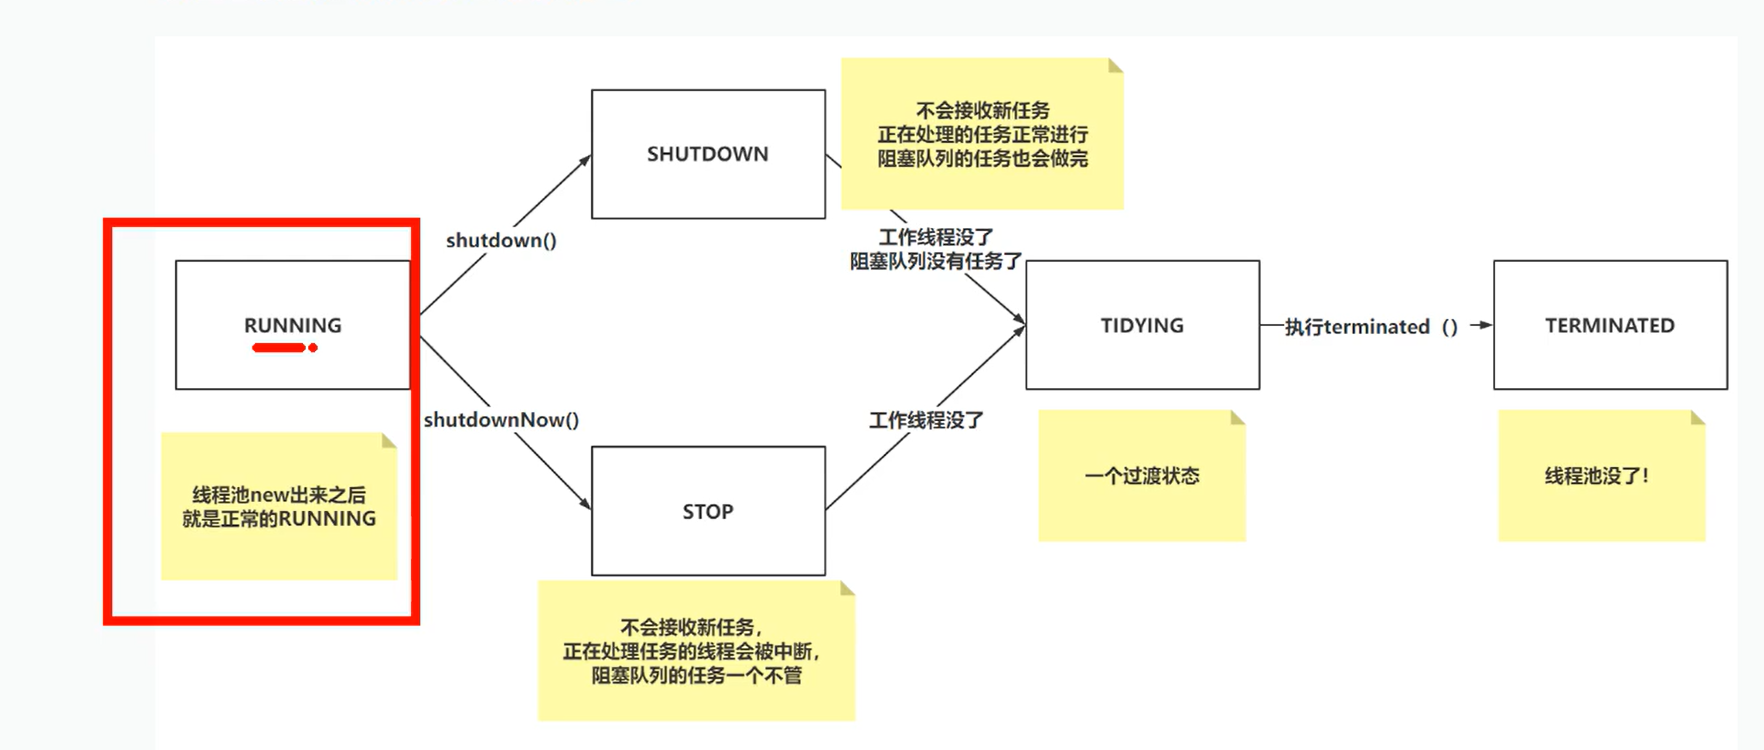 SHUTDOWN
不会接收新任务
正在处理的任务正常进行
阻塞队列的任务也会做完
shutdown()
工作线程没了
阻塞队列没有任务了
RUNNING
TIDYING
执行terminated（）
TERMINATED
shutdownNow()
工作线程没了
线程池new出来之后
就是正常的RUNNING
STOP
一个过渡状态
线程池没了！
不会接收新任务，
正在处理任务的线程会被中断，
阻塞队列的任务一个不管